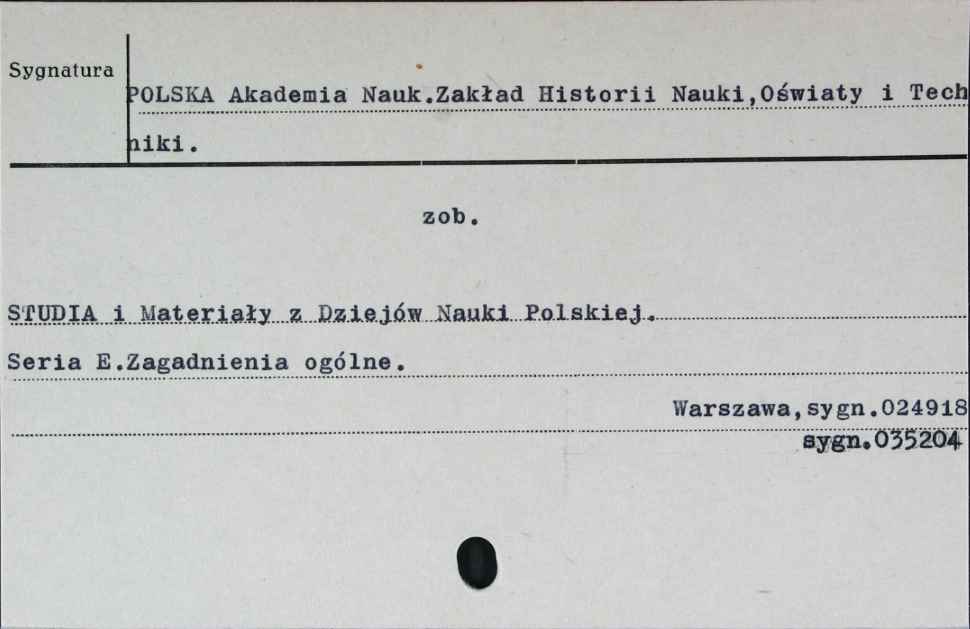 Sygnatura
POLSKA Akademia Nauk.Zakład Historii Nauki,Oświaty i Tech
niki.
zob.
STUDIA i Materiały z Dziejów Nauki Polskiej.
Seria E.Zagadnienia ogólne.
Warszawa,sygn.024918
sygn.035204